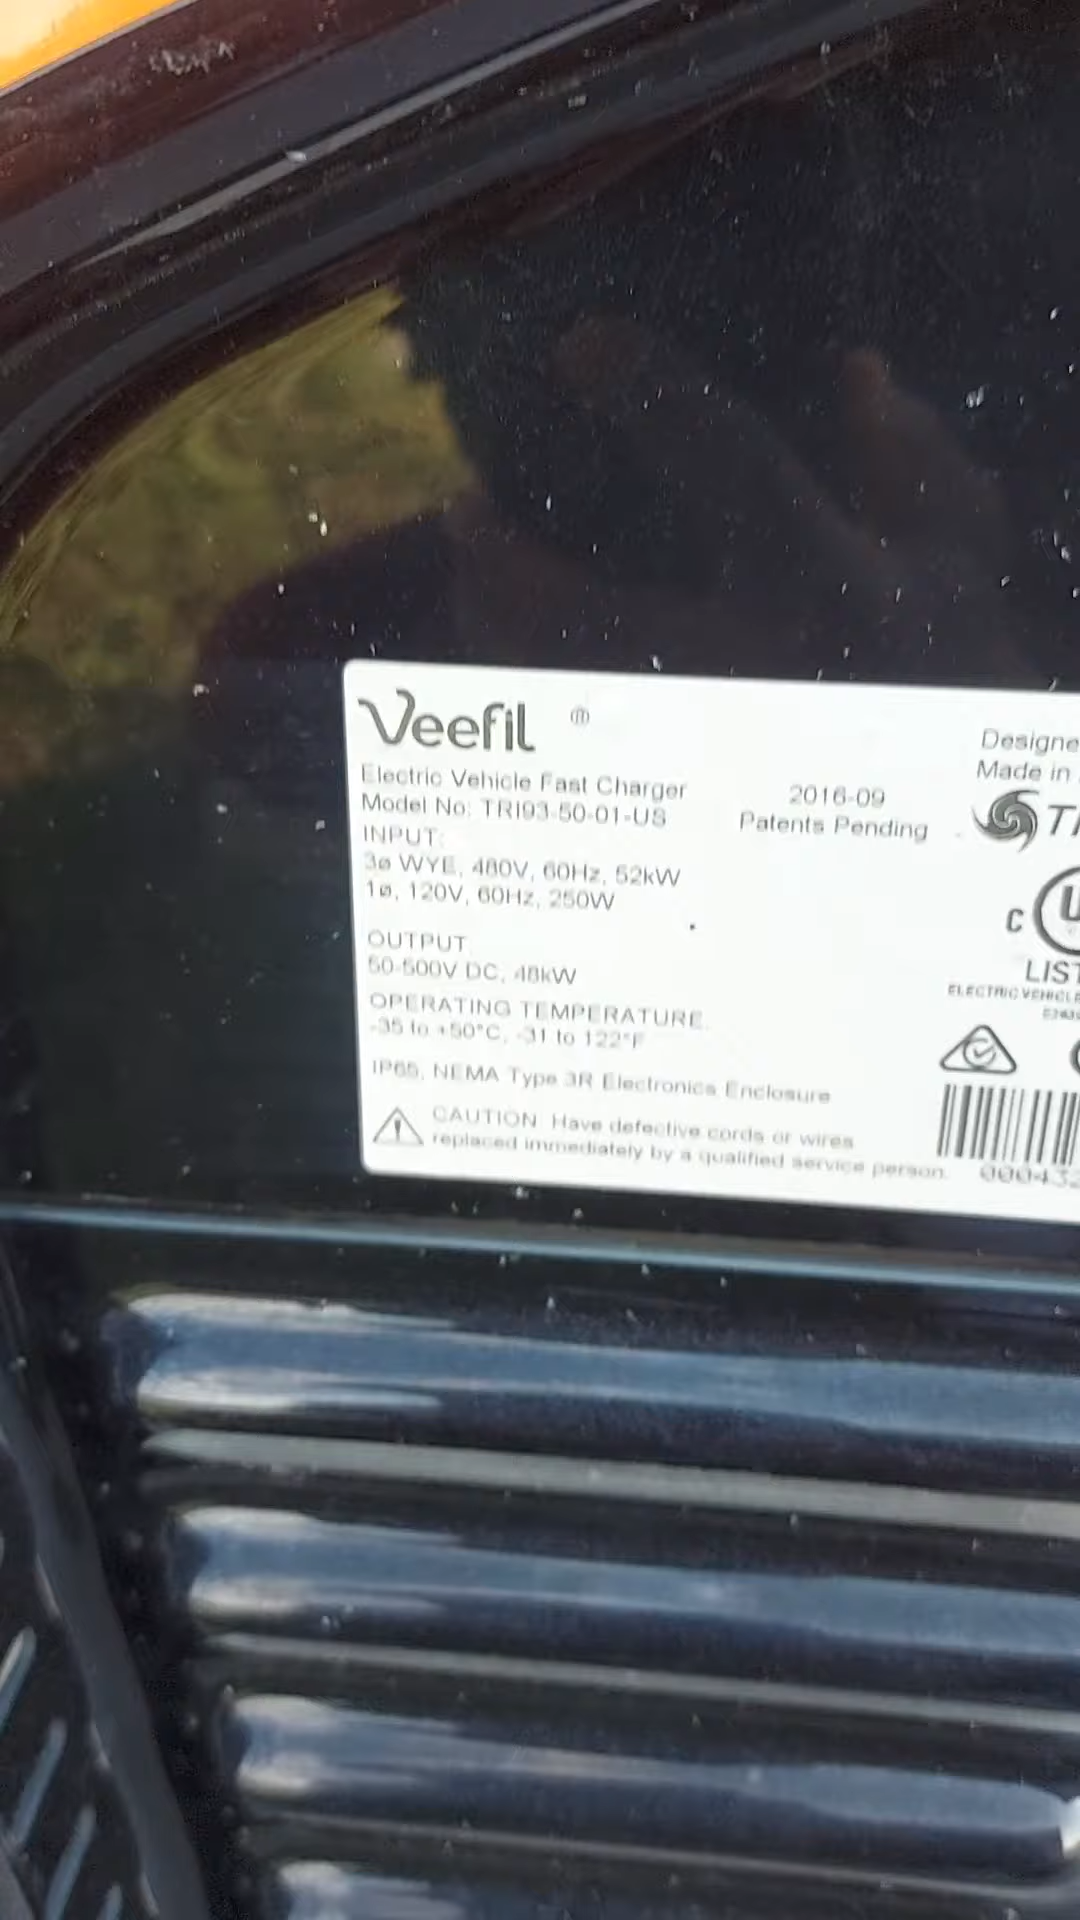 Veefil ®
Electric Vehicle Fast Charger
Model No: TRI93-50-01-US
INPUT:
3ø WYE, 480V, 60Hz, 52kW
1ø, 120V, 60Hz, 250W
OUTPUT
50-500V DC, 48kW
OPERATING TEMPERATURE
-35 to +50°C, -31 to 122°F
IP65, NEMA Type 3R Electronics Enclosure
CAUTION Have defective cords or wires
replaced immediately by a qualified service person.
2016-09
Patents Pending
Designe
Made in
TR
C U
LIST
ELECTRIC VEHICLE
000432